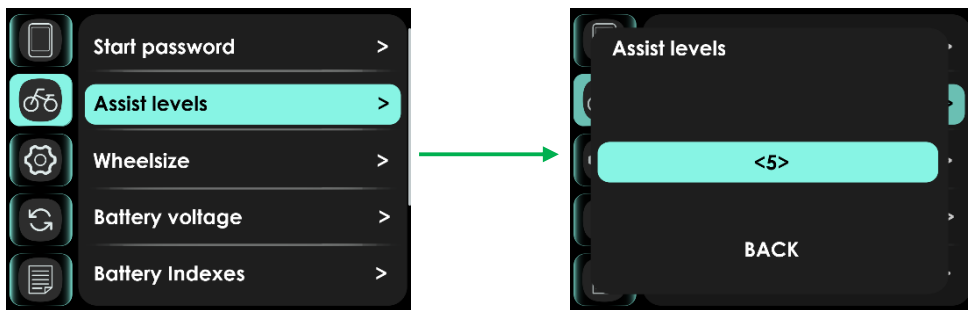 Start password >
Assist levels >
Wheelsize >
Battery voltage >
Battery Indexes >
Assist levels
<5>
BACK